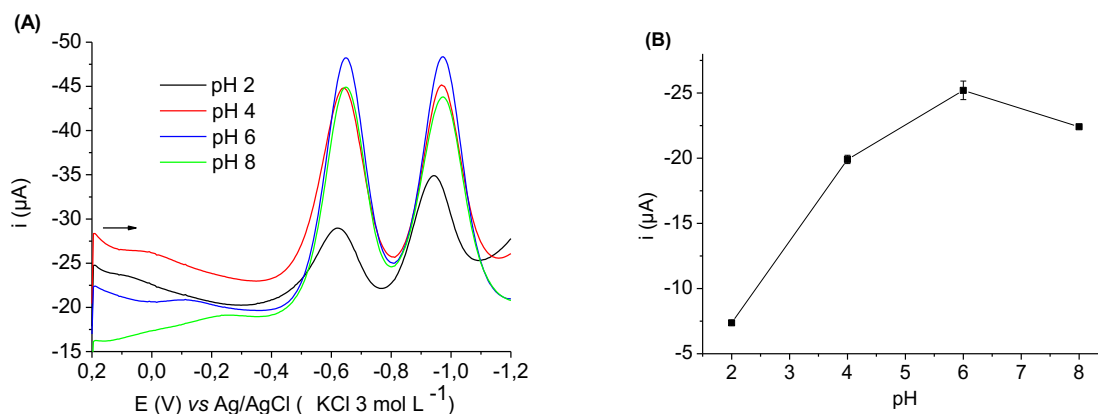 (A)
-50
-45
-40
-35
-30
-25
-20
-15
i (µA)
pH 2
pH 4
pH 6
pH 8
0,2 0,0 -0,2 -0,4 -0,6 -0,8 -1,0 -1,2
E (V) vs Ag/AgCl ( KCl 3 mol L -1)
(B)
-25
-20
-15
-10
-5
i (µA)
2 3 4 5 6 7 8
pH